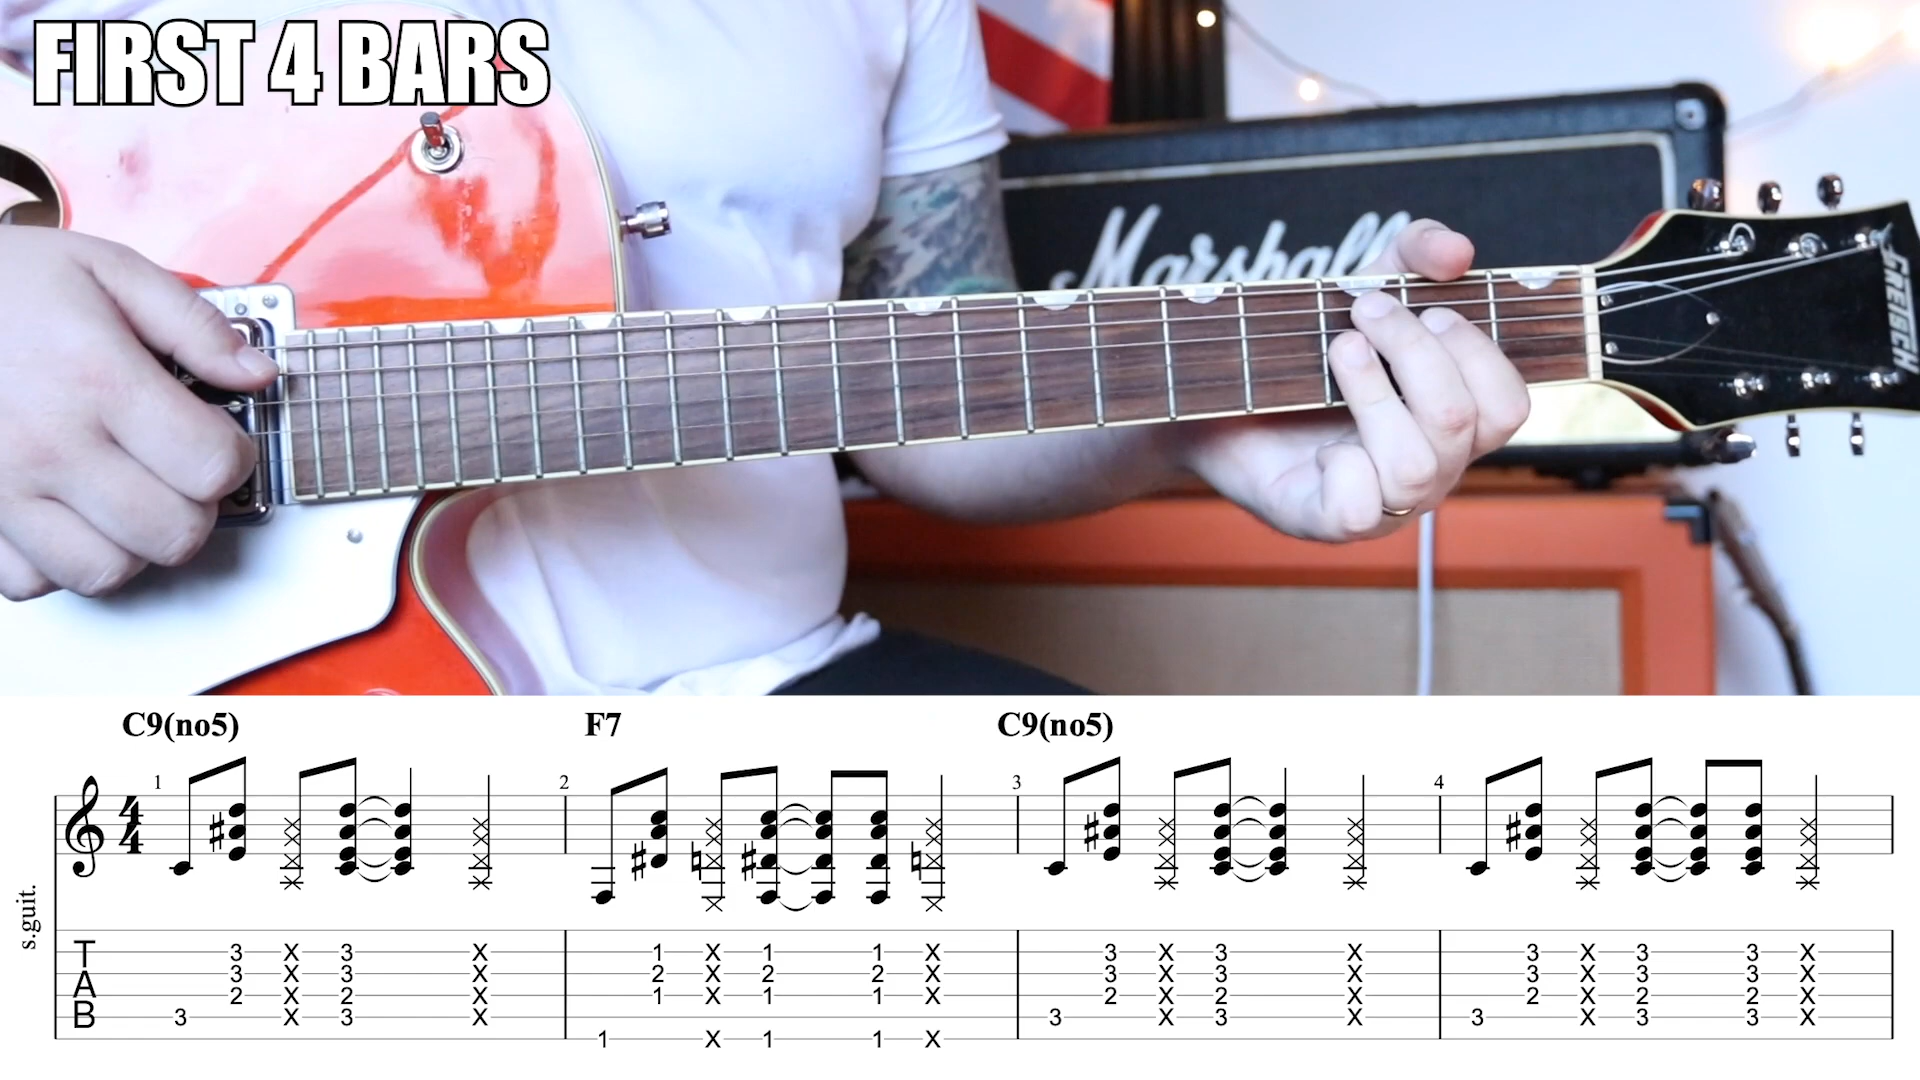 FIRST 4 BARS
Marshall
GRETSCH
C9(no5) F7 C9(no5)
1 2 3 4
4
4
s.guit.
3 X 3 X 1 X 1 1 X 3 X 3 X 3 X 3 3 X
T
3 X 3 X 2 X 2 2 X 3 X 3 X 3 X 3 3 X
A 2 X 2 X 1 X 1 1 X 2 X 2 X 2 X 2 2 X
B 3 X 3 X 3 X 3 X 3 X 3 3 X
1 X 1 1 X